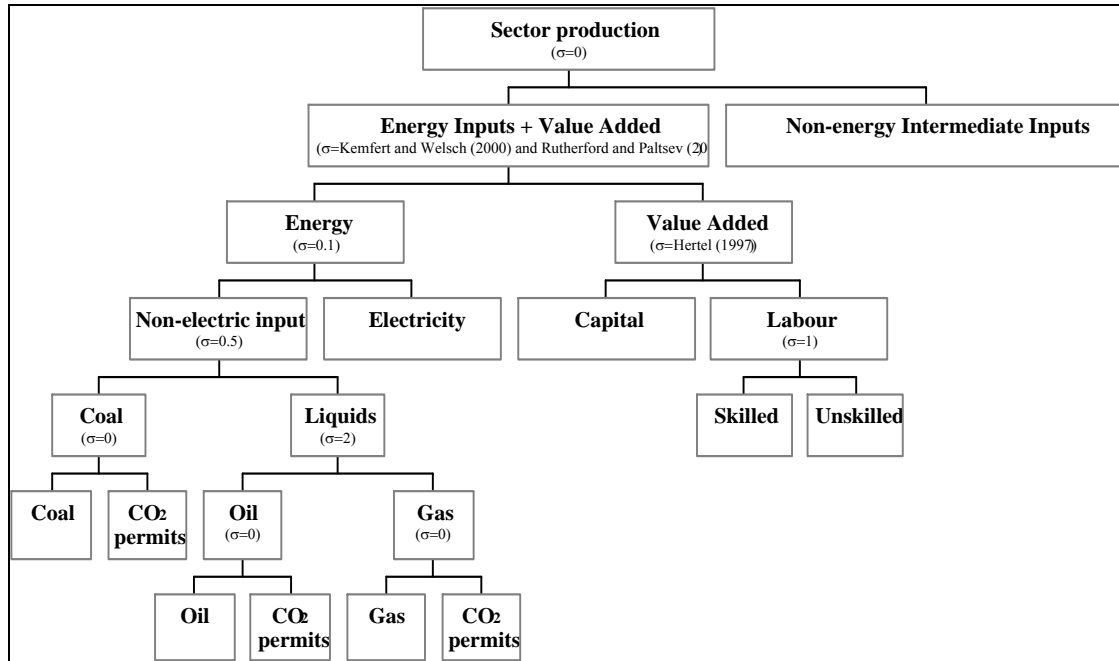 Sector production
(σ=0)
Energy Inputs + Value Added
(σ=Kemfert and Welsch (2000) and Rutherford and Paltsev (20)
Non-energy Intermediate Inputs
Energy
(σ=0.1)
Value Added
(σ=Hertel (1997))
Non-electric input
(σ=0.5)
Electricity
Capital
Labour
(σ=1)
Coal
(σ=0)
Liquids
(σ=2)
Skilled
Unskilled
Coal
CO2
permits
Oil
(σ=0)
Gas
(σ=0)
Oil
CO2
permits
Gas
CO2
permits